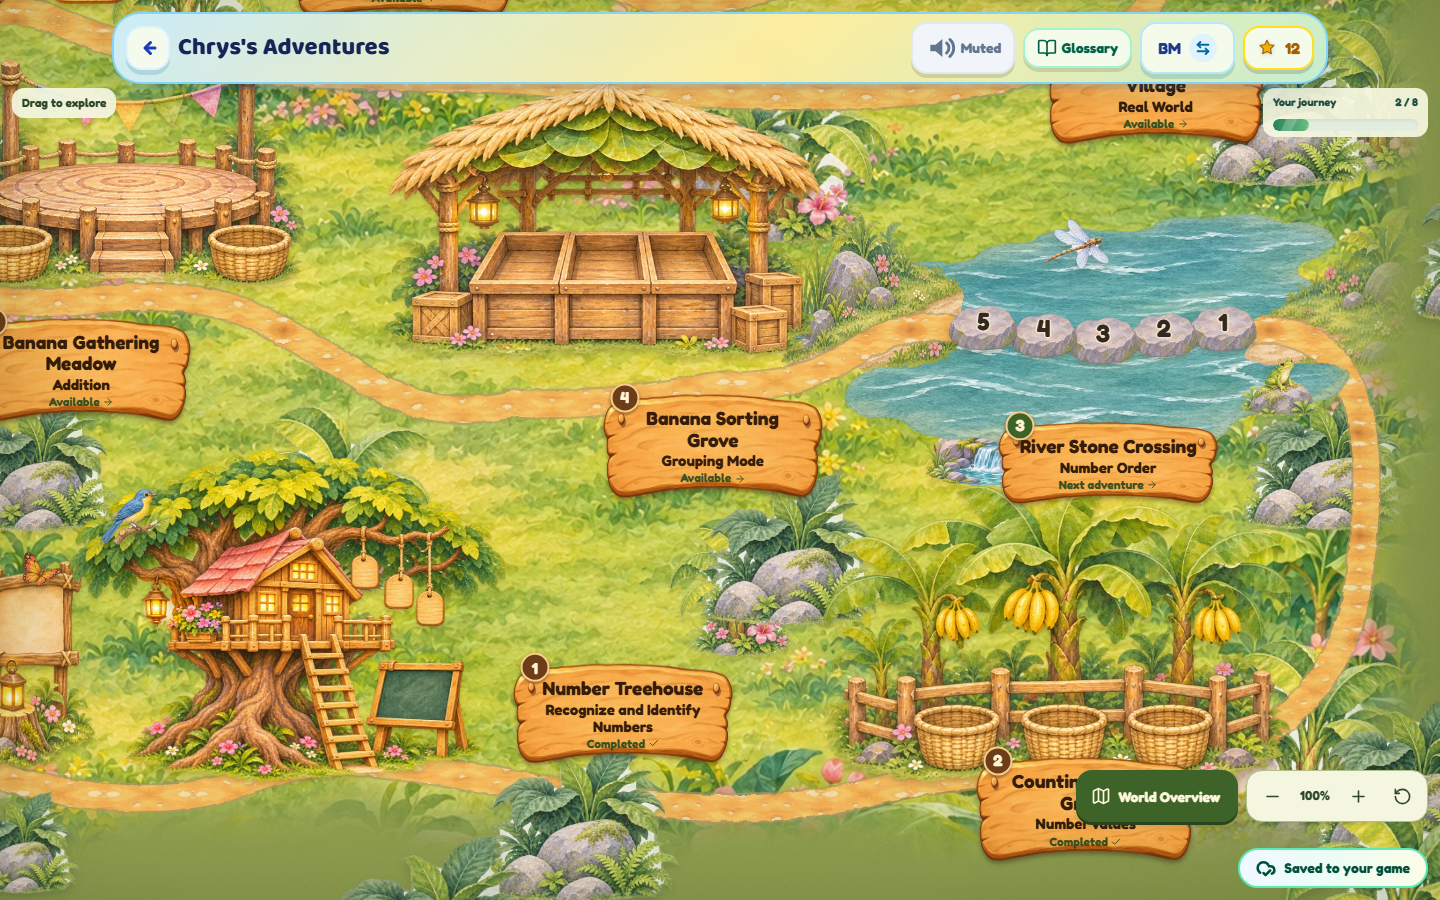 Available
Chrys's Adventures
Muted
Glossary
BM
12
Drag to explore
Village
Real World
Available →
Your journey
2 / 8
5
4
3
2
1
Banana Gathering
Meadow
Addition
Available →
4
Banana Sorting
Grove
Grouping Mode
Available →
3
River Stone Crossing
Number Order
Next adventure →
1
Number Treehouse
Recognize and Identify
Numbers
Completed ✓
2
Number Values
Completed ✓
World Overview
− 100% +
Saved to your game